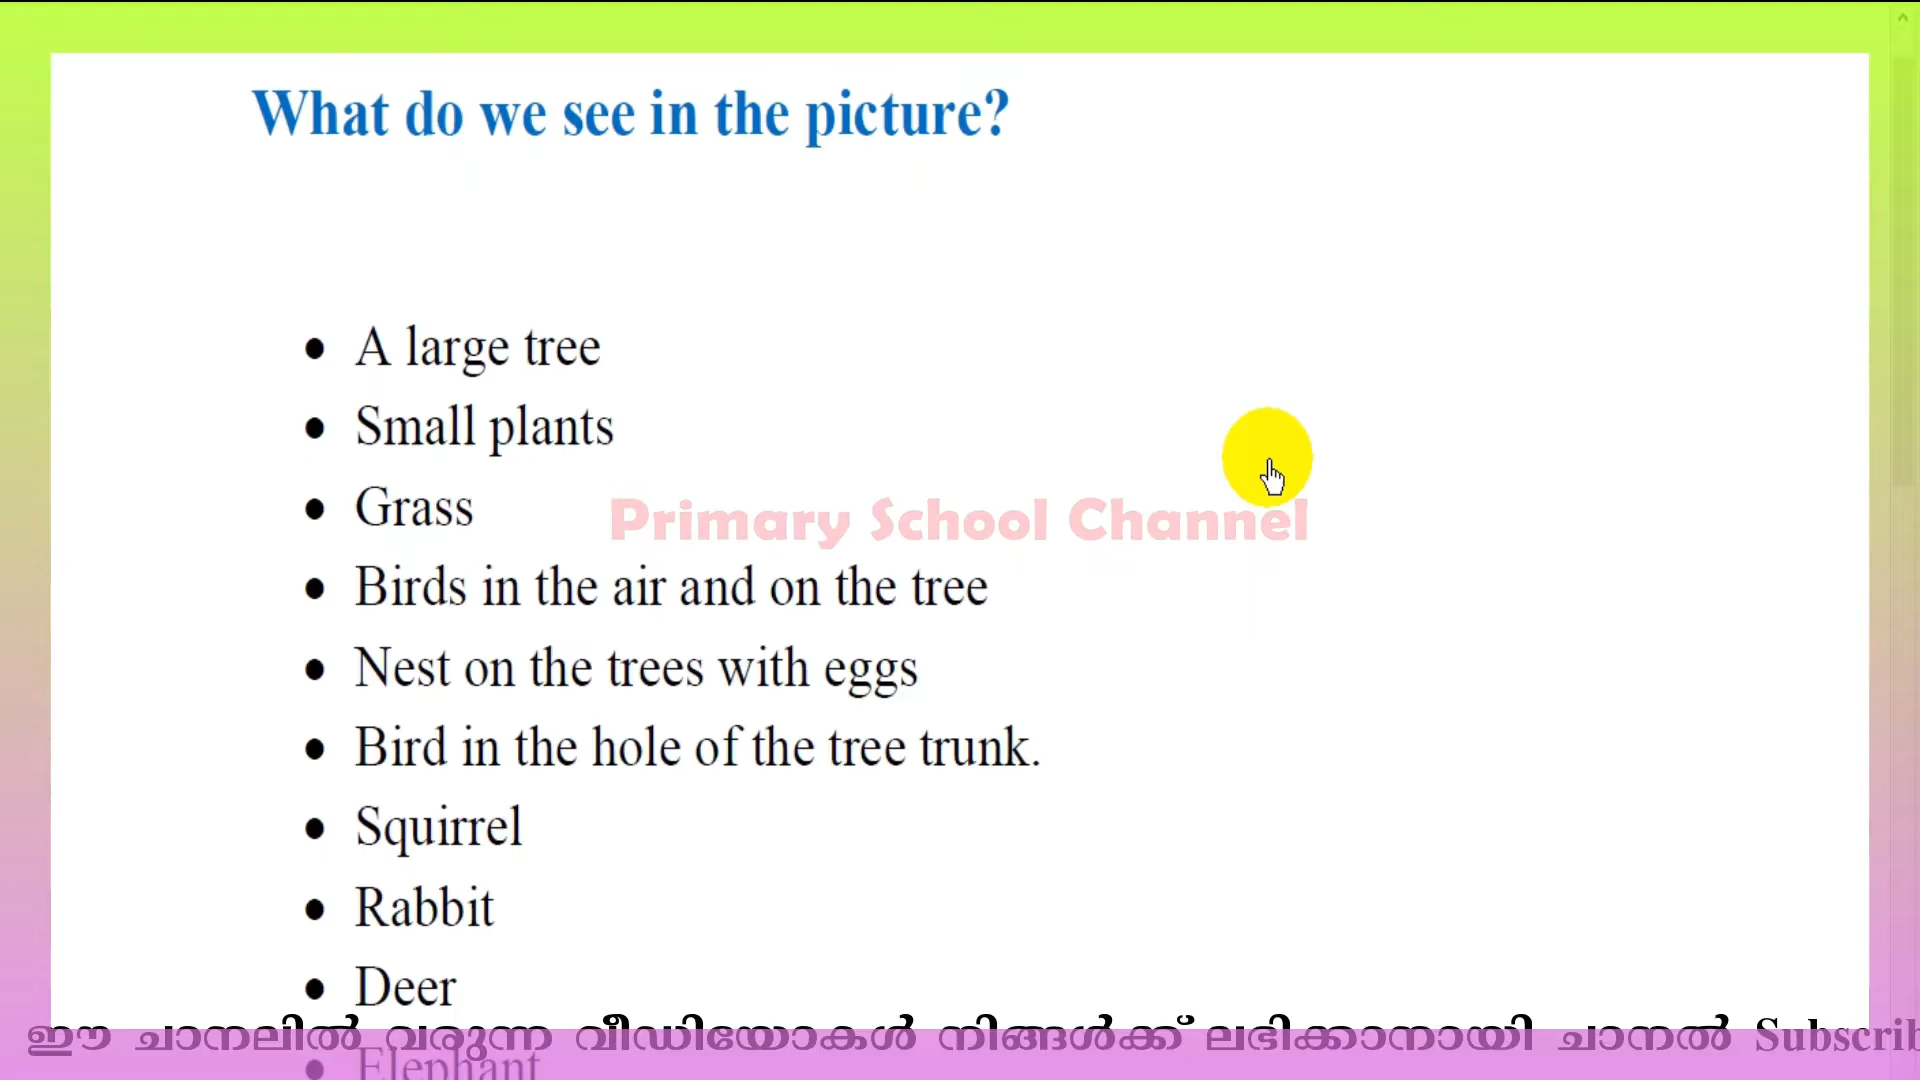 What do we see in the picture?
• A large tree
• Small plants
• Grass
Primary School Channel
• Birds in the air and on the tree
• Nest on the trees with eggs
• Bird in the hole of the tree trunk.
• Squirrel
• Rabbit
• Deer
ഈ ചാനലിൽ വരുന്ന വീഡിയോകൾ നിങ്ങൾക്ക് ലഭിക്കാനായി ചാനൽ Subscrib
• Elephant